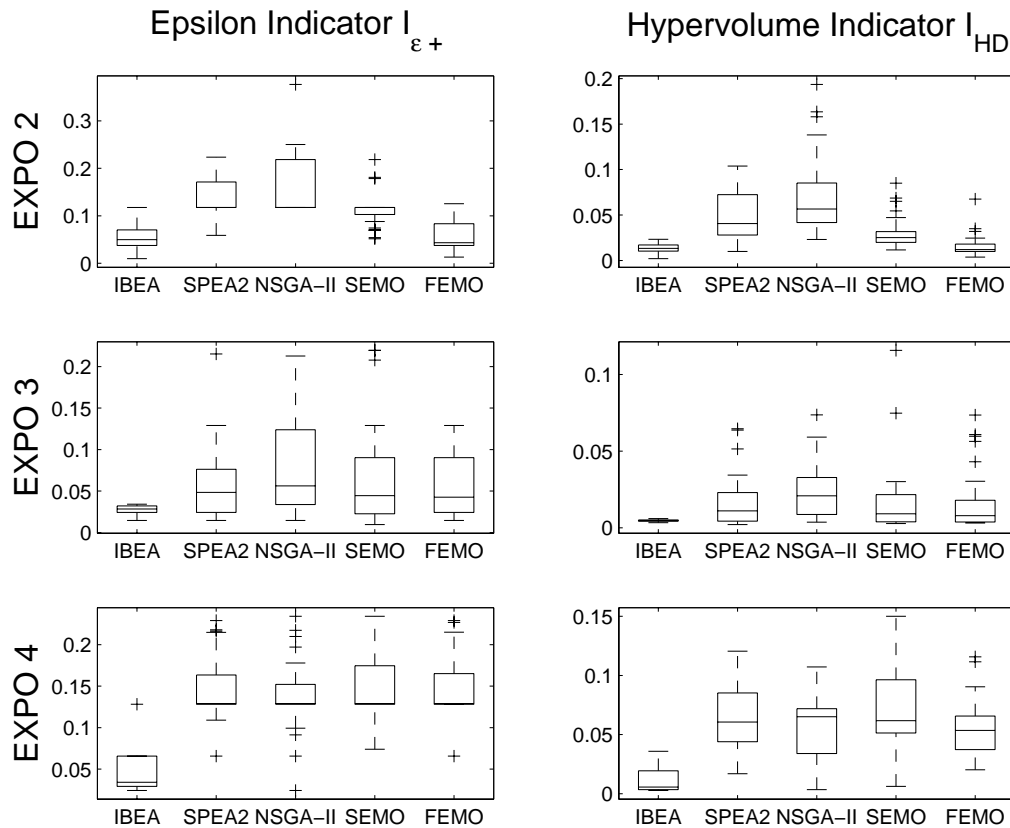 Epsilon Indicator I ε +
Hypervolume Indicator I HD
EXPO 2
0.3
0.2
0.1
0
IBEA SPEA2 NSGA−II SEMO FEMO
0.2
0.15
0.1
0.05
0
IBEA SPEA2 NSGA−II SEMO FEMO
EXPO 3
0.2
0.15
0.1
0.05
0
IBEA SPEA2 NSGA−II SEMO FEMO
0.1
0.05
0
IBEA SPEA2 NSGA−II SEMO FEMO
EXPO 4
0.2
0.15
0.1
0.05
IBEA SPEA2 NSGA−II SEMO FEMO
0.15
0.1
0.05
0
IBEA SPEA2 NSGA−II SEMO FEMO